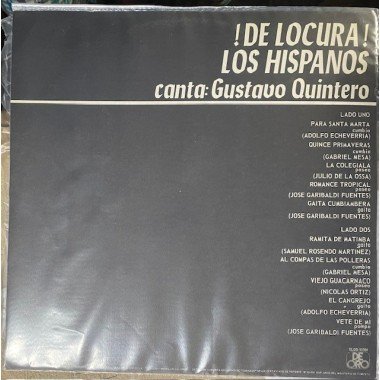 !DE LOCURA!
LOS HISPANOS
canta: Gustavo Quintero
LADO UNO
PARA SANTA MARTA
cumbia
(ADOLFO ECHEVERRIA)
QUINCE PRIMAVERAS
cumbia
(GABRIEL MESA)
LA COLEGIALA
paseo
(JULIO DE LA OSSA)
ROMANCE TROPICAL
paseo
(JOSE GARIBALDI FUENTES)
GAITA CUMBIAMBERA
gaita
(JOSE GARIBALDI FUENTES)
LADO DOS
RAMITA DE MATIMBA
gaita
(SAMUEL ROSENDO MARTINEZ)
AL COMPAS DE LAS POLLERAS
cumbia
(GABRIEL MESA)
VIEJO GUACARNACO
paseo
(NICOLAS ORTIZ)
EL CANGREJO
gaita
(ADOLFO ECHEVERRIA)
VETE DE MI
(JOSE GARIBALDI FUENTES)
DE
ORO